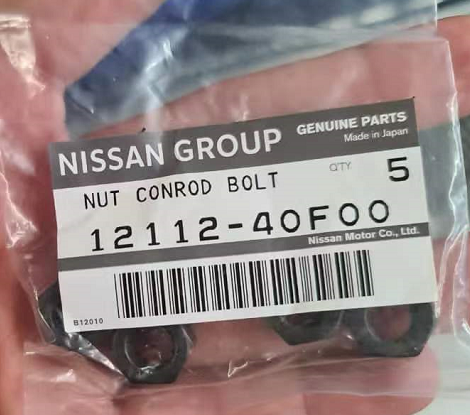 NISSAN GROUP GENUINE PARTS
Made in Japan
NUT CONROD BOLT QTY. 5
12112-40F00
Nissan Motor Co., Ltd.
B12010